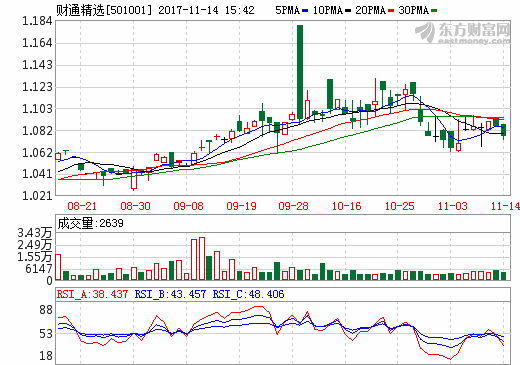 财通精选[501001] 2017-11-14 15:42 5PMA 10PMA 20PMA 30PMA
东方财富网
eastmoney.com
1.184
1.164
1.143
1.123
1.103
1.082
1.062
1.041
1.021
08-21 08-30 09-19 09-19 09-28 10-16 10-25 11-03 11-14
成交量:2639
3.43万
2.49万
1.55万
6147
0
RSI_A:38.437 RSI_B:43.457 RSI_C:48.406
88
53
18